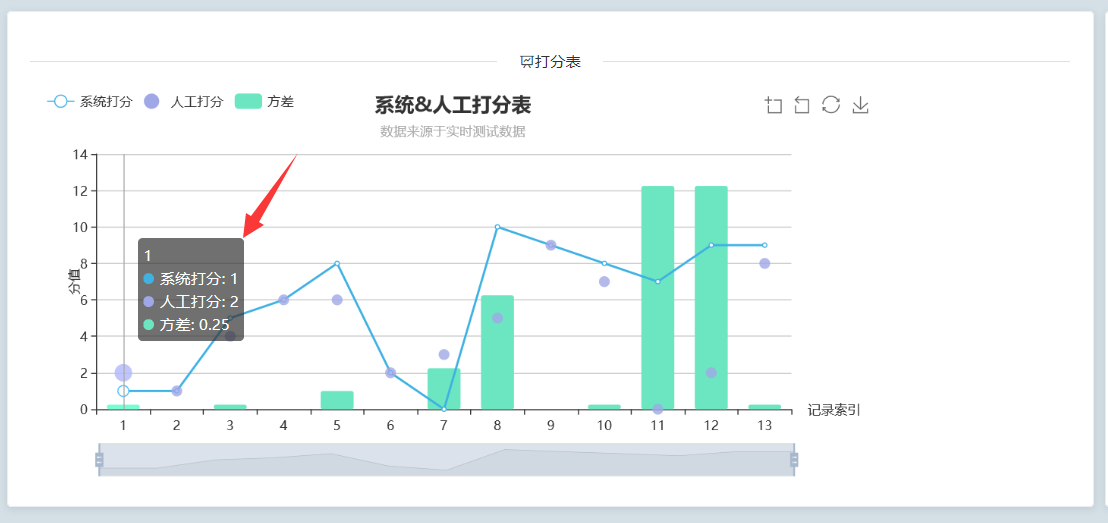 打分表
系统打分 人工打分 方差
系统&人工打分表
数据来源于实时测试数据
分值
14
12
10
8
6
4
2
0
1
系统打分: 1
人工打分: 2
方差: 0.25
1 2 3 4 5 6 7 8 9 10 11 12 13
记录索引